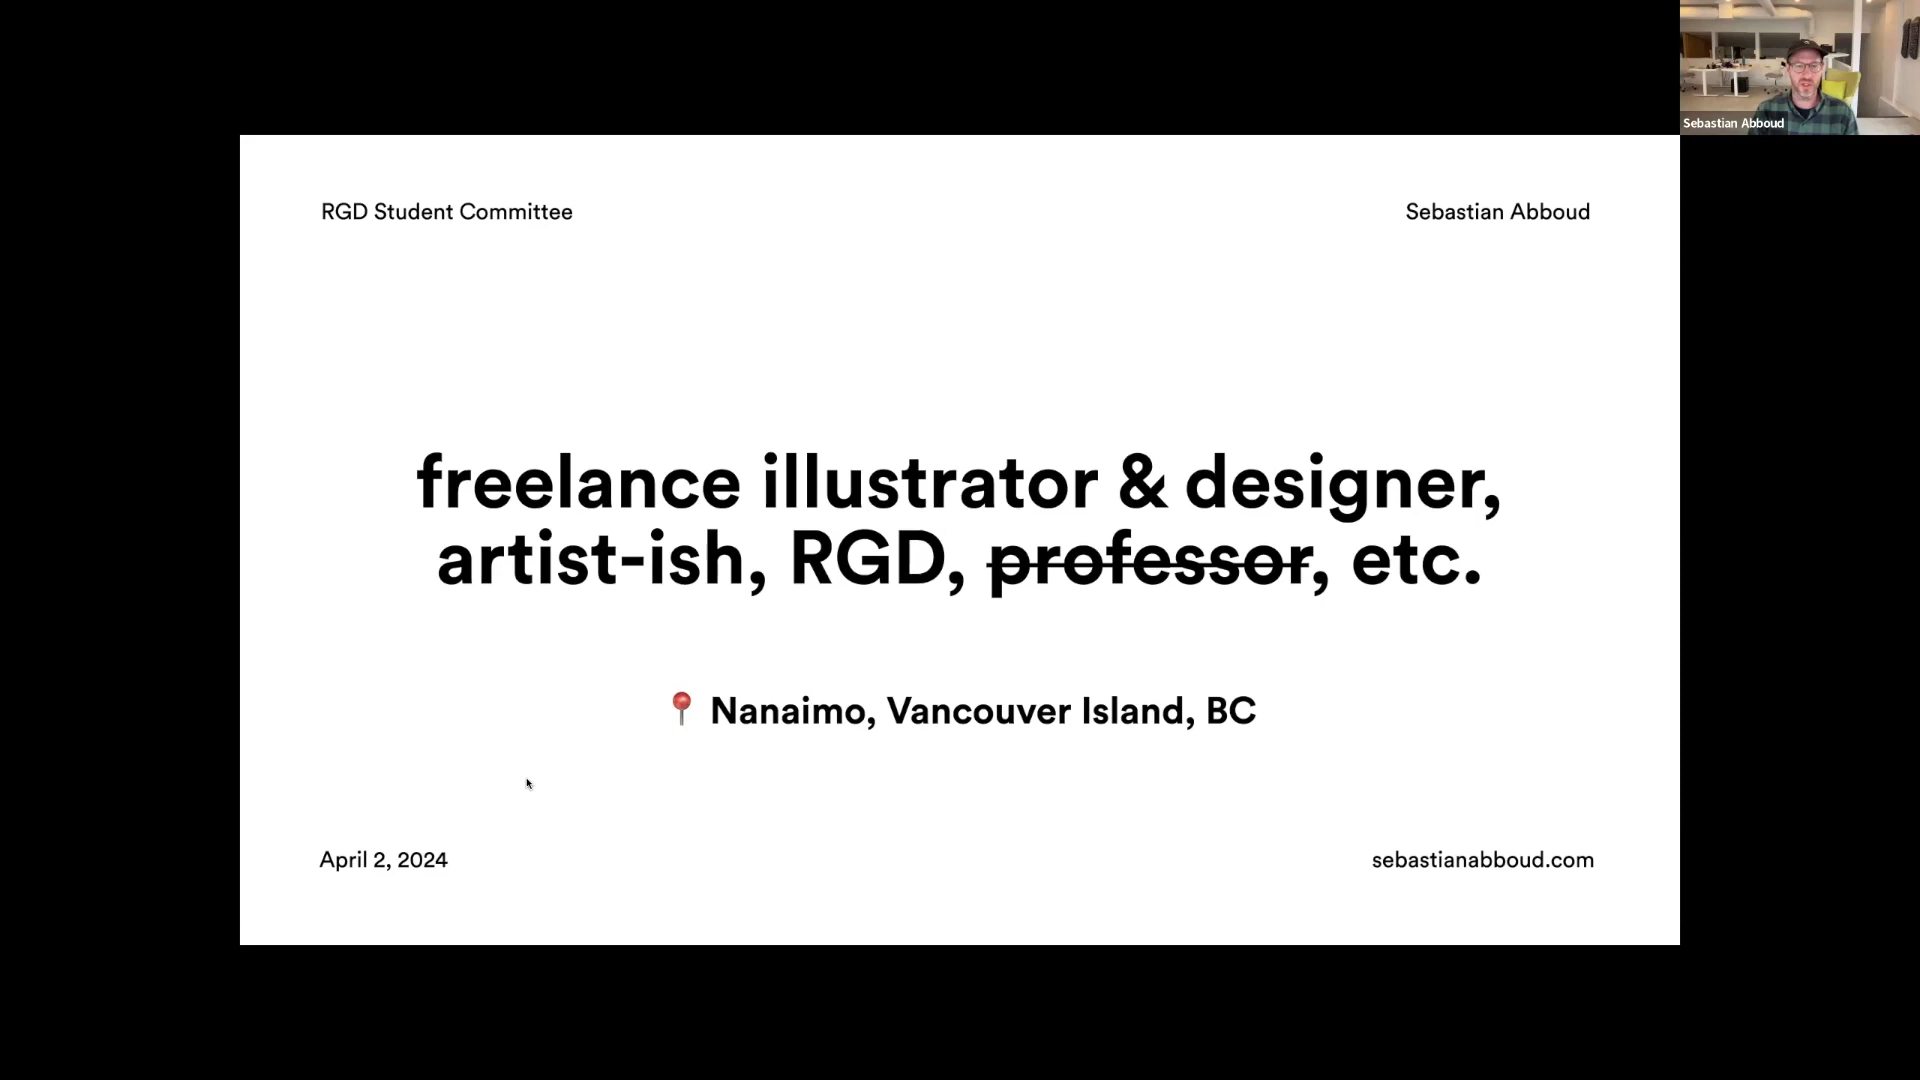 Sebastian Abboud
RGD Student Committee
Sebastian Abboud
freelance illustrator & designer,
artist-ish, RGD, professor, etc.
📍 Nanaimo, Vancouver Island, BC
April 2, 2024
sebastianabboud.com